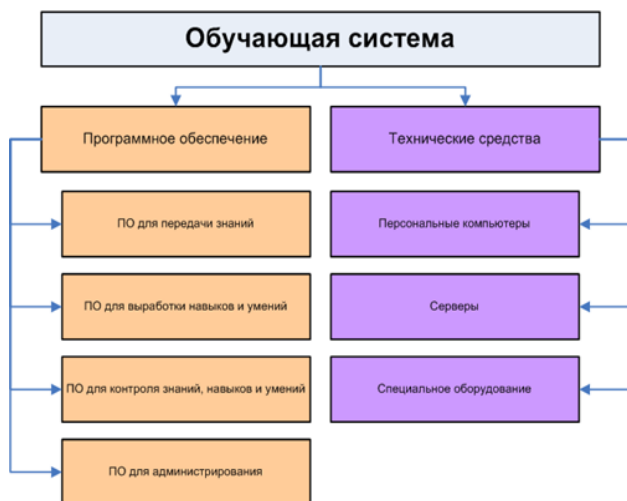 Обучающая система
Программное обеспечение
Технические средства
ПО для передачи знаний
Персональные компьютеры
ПО для выработки навыков и умений
Серверы
ПО для контроля знаний, навыков и умений
Специальное оборудование
ПО для администрирования